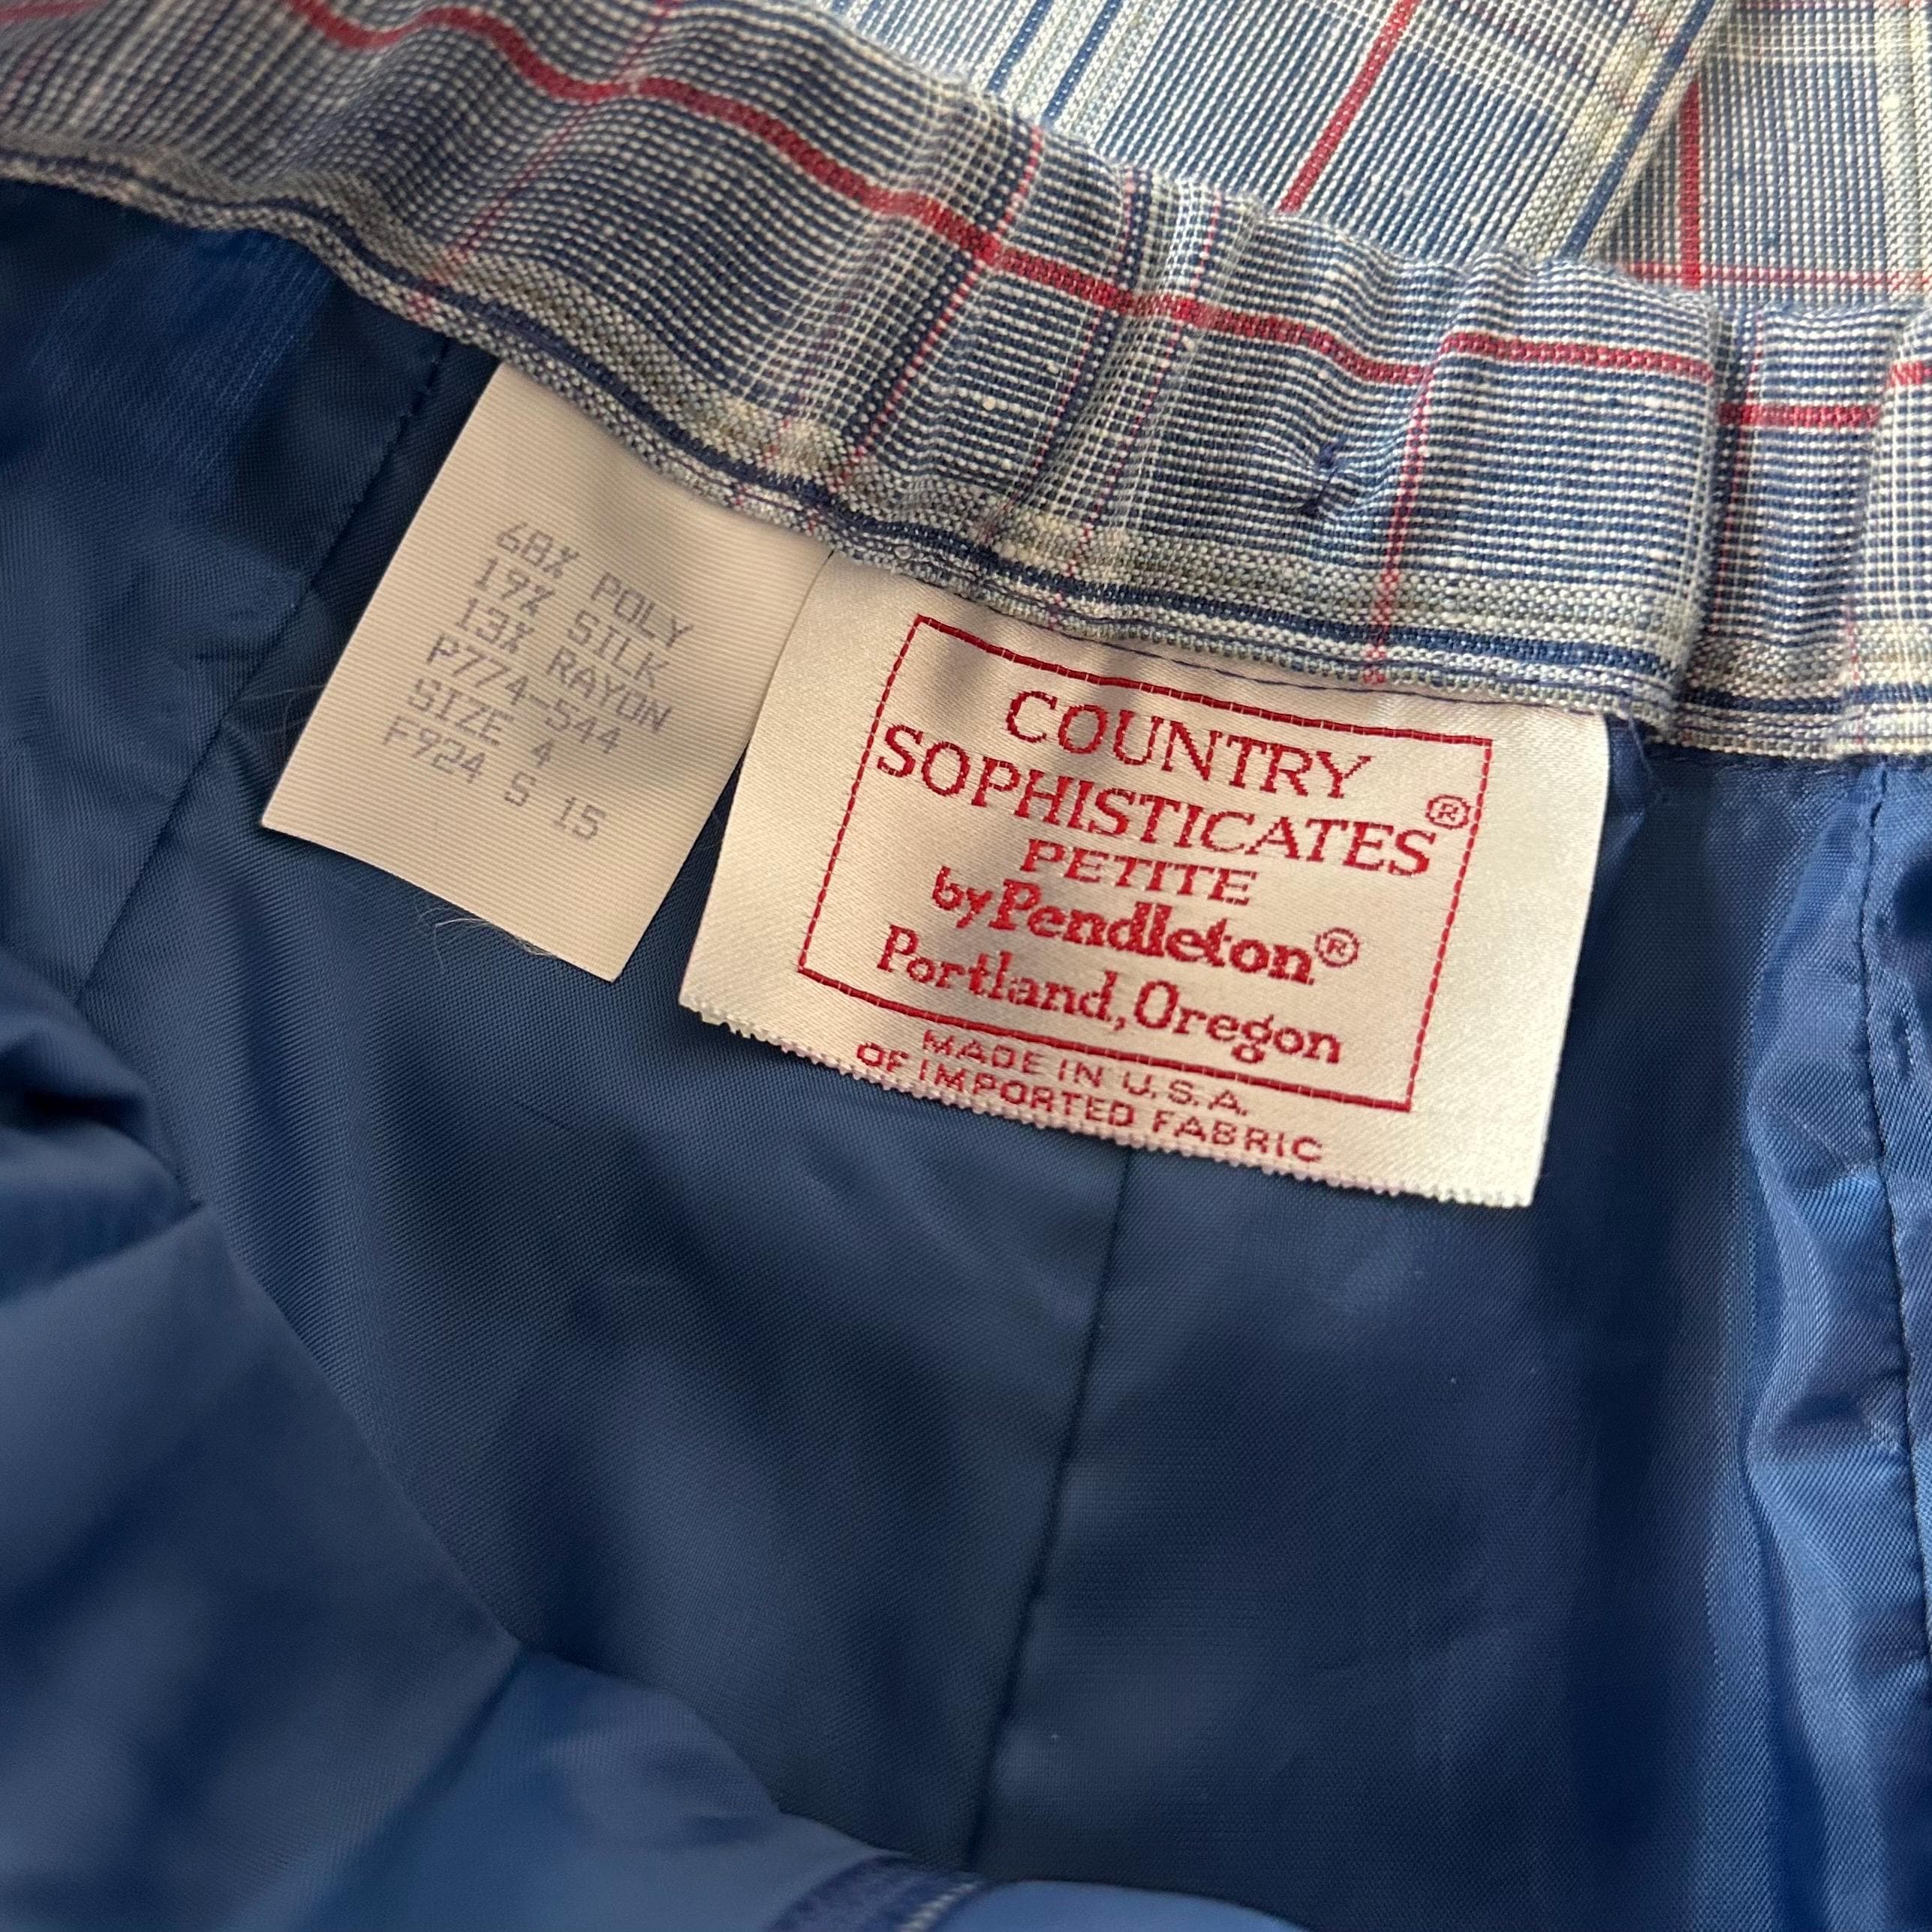 68% POLY
19% SILK
13% RAYON
P774-544
SIZE 4
F924 S 15
COUNTRY
SOPHISTICATES®
PETITE
by Pendleton®
Portland, Oregon
MADE IN U.S.A.
OF IMPORTED FABRIC